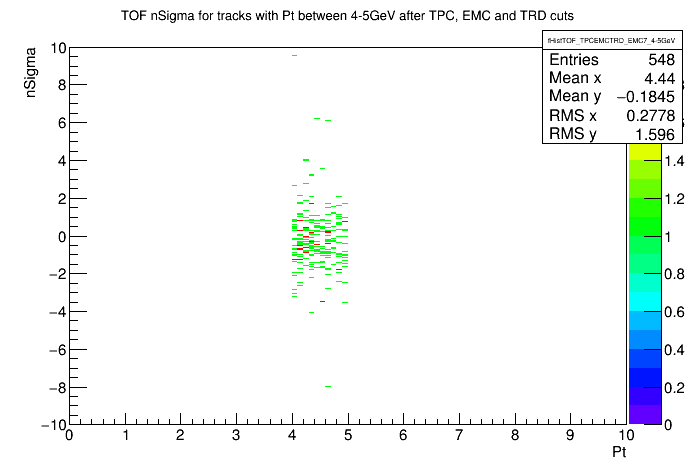 TOF nSigma for tracks with Pt between 4-5GeV after TPC, EMC and TRD cuts
fHistTOF_TPCEMCTRD_EMC7_4-5GeV
Entries 548
Mean x 4.44
Mean y −0.1845
RMS x 0.2778
RMS y 1.596
nSigma
10
8
6
4
2
0
−2
−4
−6
−8
−10
0 1 2 3 4 5 6 7 8 9 10
Pt
1.4
1.2
1
0.8
0.6
0.4
0.2
0